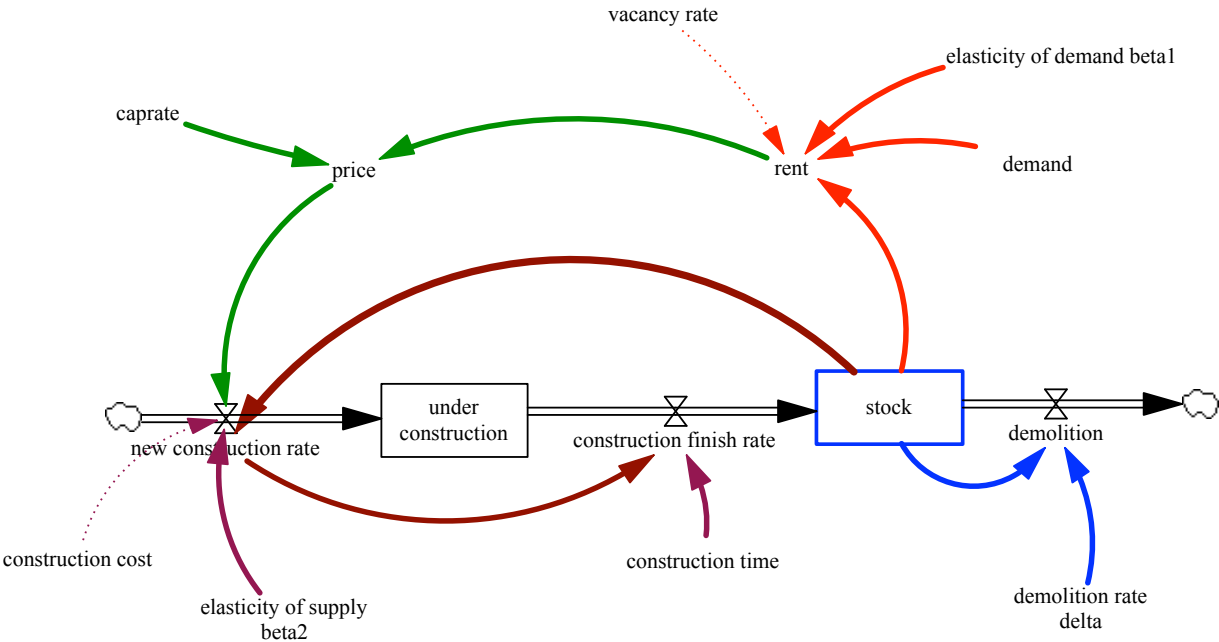 vacancy rate
elasticity of demand beta1
caprate
price
rent
demand
under
construction
stock
new construction rate
construction finish rate
demolition
construction cost
construction time
elasticity of supply
beta2
demolition rate
delta